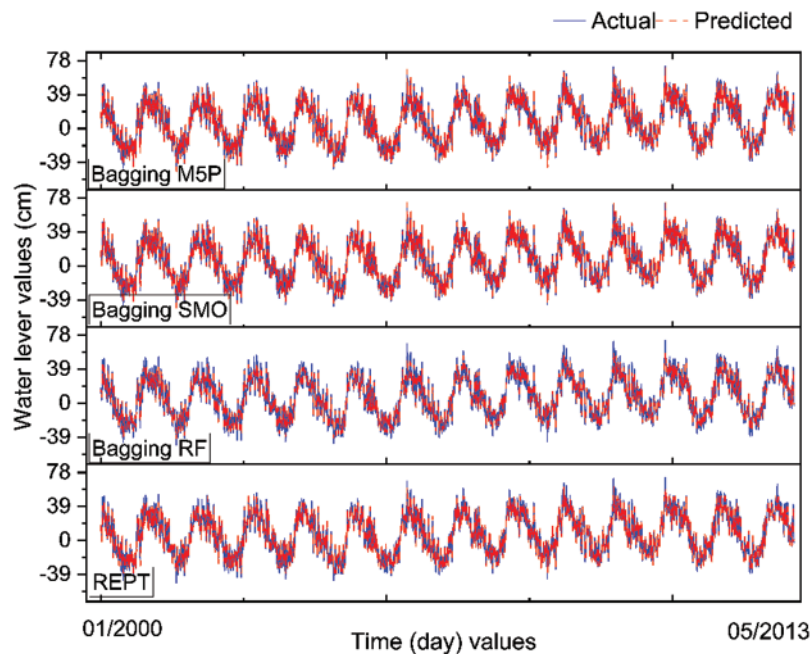 Actual Predicted
Water lever values (cm)
78
39
0
-39
Bagging M5P
78
39
0
-39
Bagging SMO
78
39
0
-39
Bagging RF
78
39
0
-39
REPT
01/2000 05/2013
Time (day) values